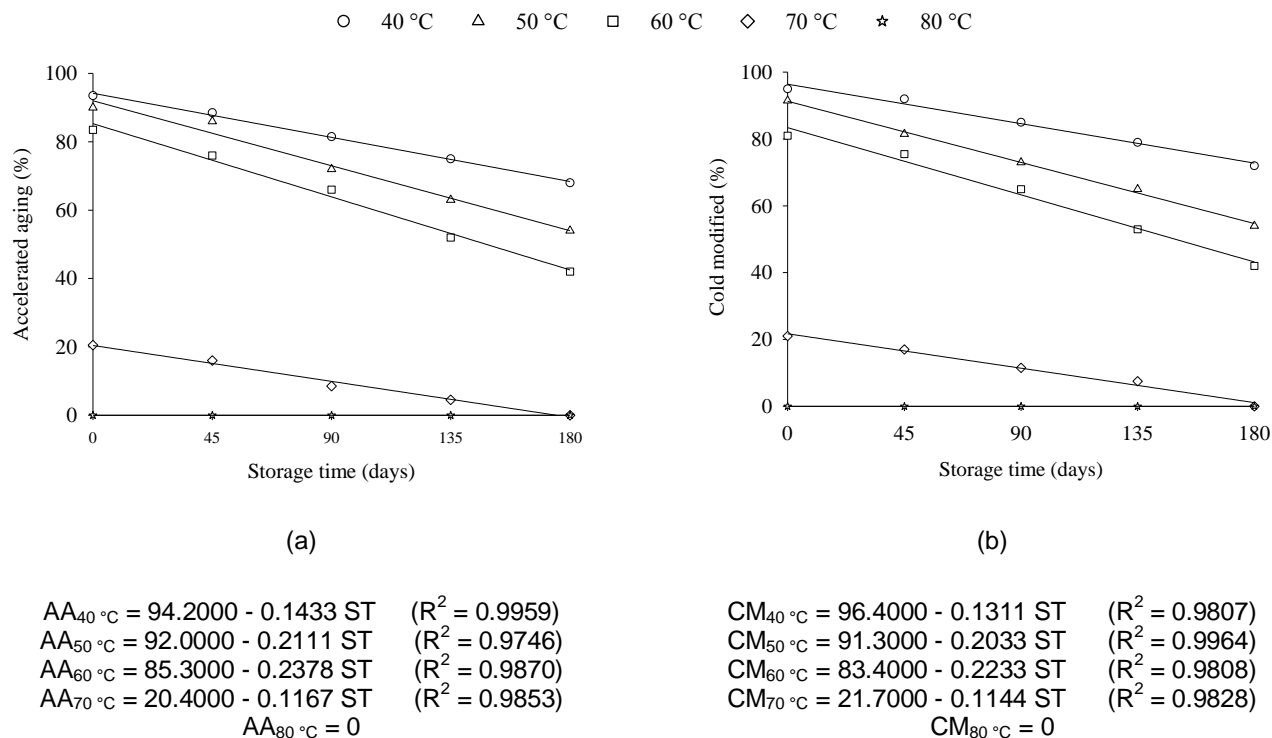 40 °C 50 °C 60 °C 70 °C 80 °C
100
80
60
40
20
0
Accelerated aging (%)
0 45 90 135 180
Storage time (days)
(a)
AA40 °C = 94.2000 - 0.1433 ST (R² = 0.9959)
AA50 °C = 92.0000 - 0.2111 ST (R² = 0.9746)
AA60 °C = 85.3000 - 0.2378 ST (R² = 0.9870)
AA70 °C = 20.4000 - 0.1167 ST (R² = 0.9853)
AA80 °C = 0
100
80
60
40
20
0
Cold modified (%)
0 45 90 135 180
Storage time (days)
(b)
CM40 °C = 96.4000 - 0.1311 ST (R² = 0.9807)
CM50 °C = 91.3000 - 0.2033 ST (R² = 0.9964)
CM60 °C = 83.4000 - 0.2233 ST (R² = 0.9808)
CM70 °C = 21.7000 - 0.1144 ST (R² = 0.9828)
CM80 °C = 0